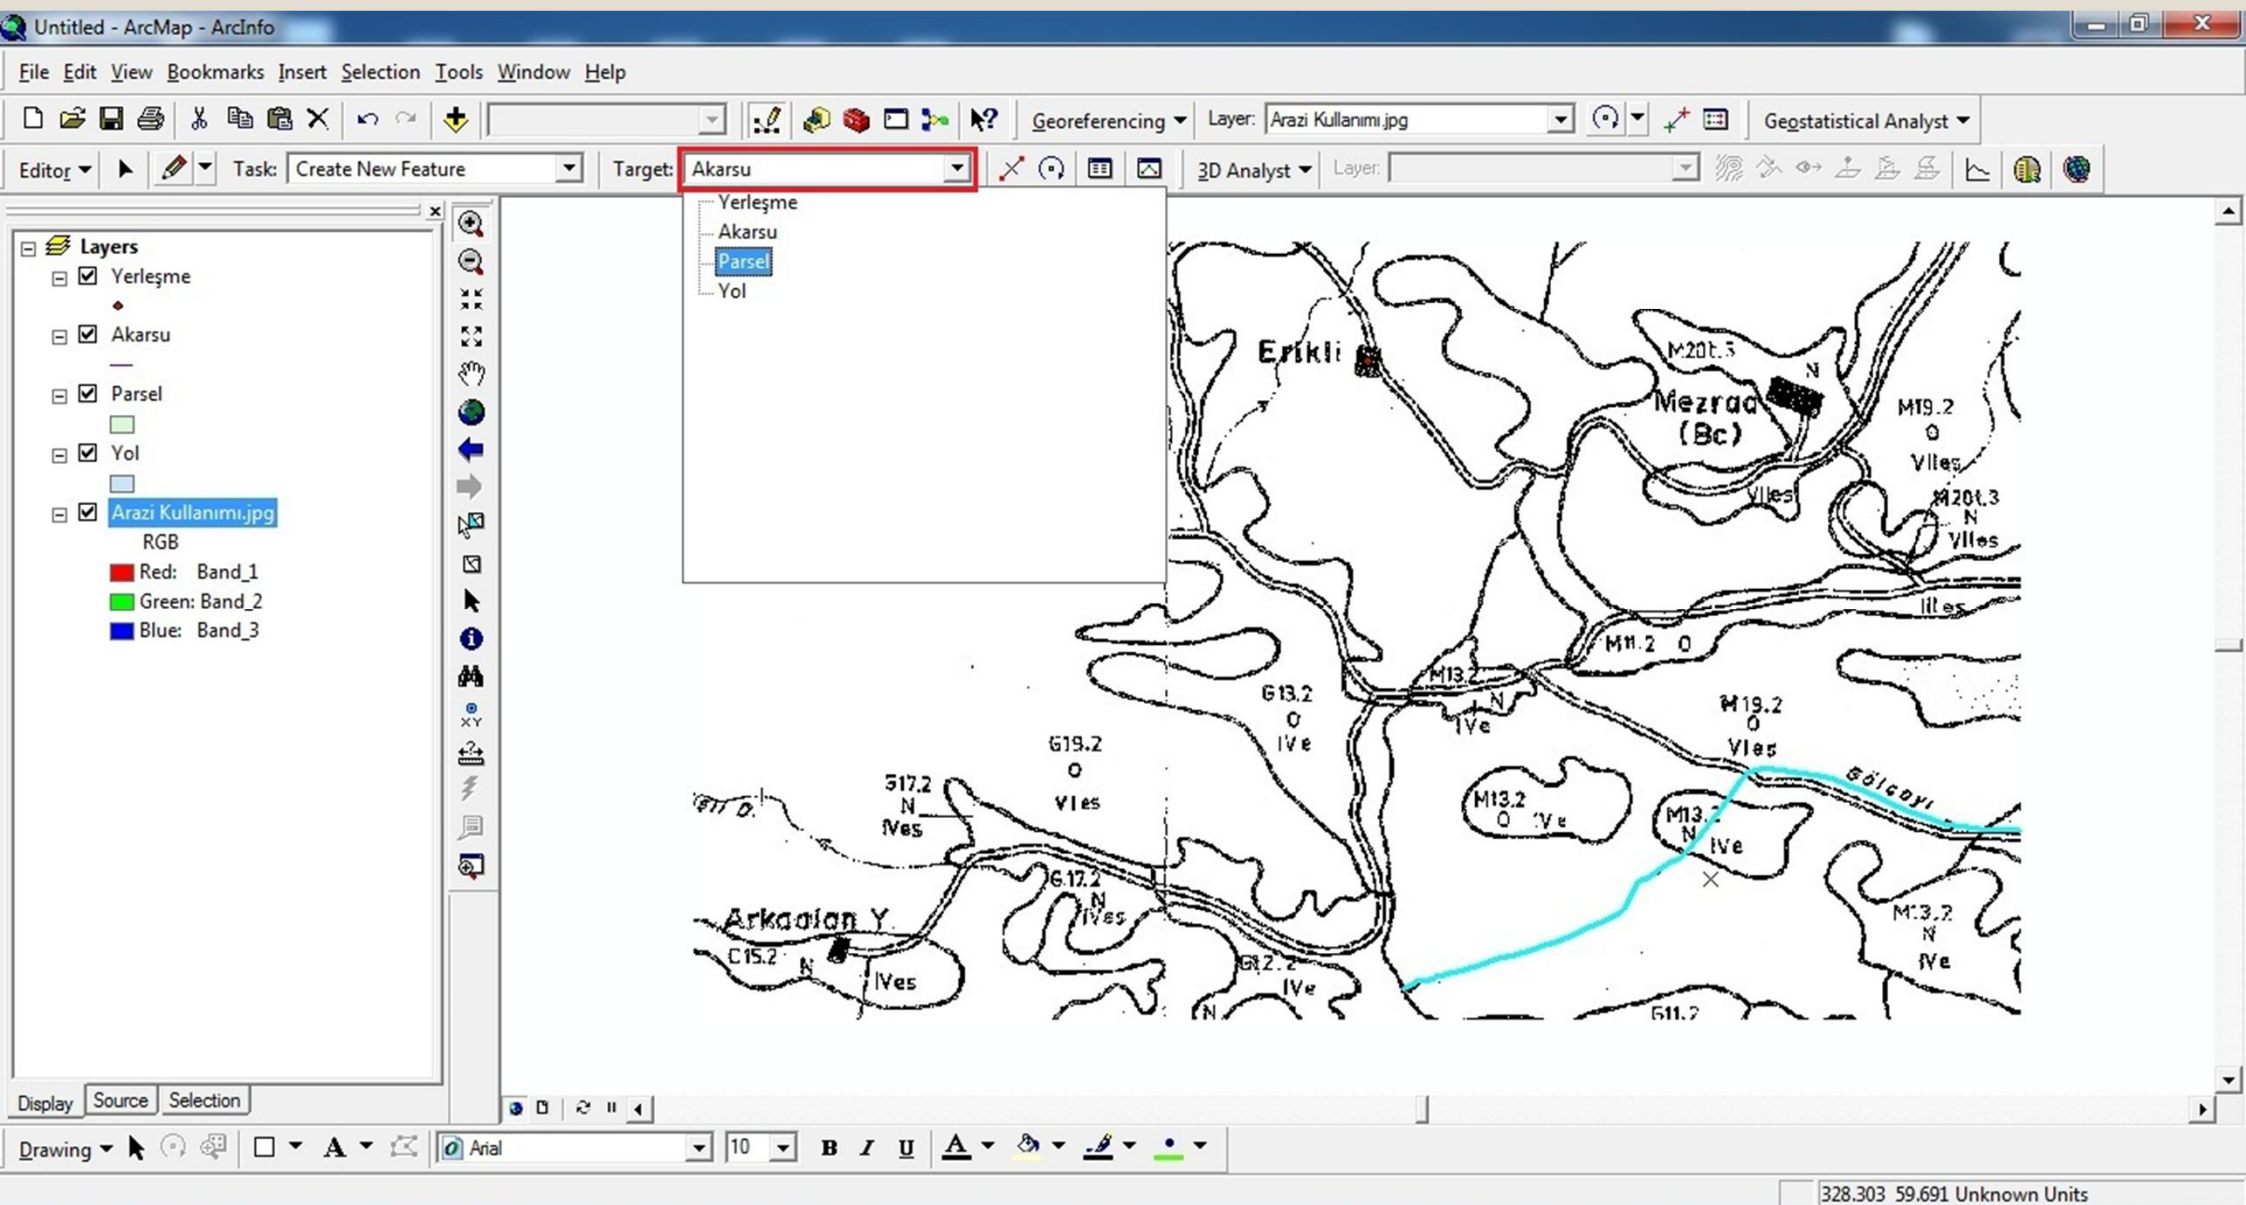 Untitled - ArcMap - ArcInfo
File Edit View Bookmarks Insert Selection Tools Window Help
Georeferencing Layer: Arazi Kullanımı.jpg Geostatistical Analyst
Editor Task: Create New Feature Target: Akarsu 3D Analyst Layer:
Yerleşme
Akarsu
Parsel
Yol
Layers
Yerleşme
Akarsu
Parsel
Yol
Arazi Kullanımı.jpg
RGB
Red: Band_1
Green: Band_2
Blue: Band_3
XY
Erikli
M20t.3
N
Mezraa
(Bc)
M19.2
O
VIIes
VIIes
M20t.3
N
VIIes
IIIes
M11.2 O
M13.2
N
IVe
G13.2
O
IVe
M19.2
O
VIes
Gölçayı
G19.2
O
VIes
G17.2
N
IVes
D.
M13.2
O IVe
M13.
N
IVe
G.17.2
N
IVes
Arkaalan Y.
C15.2
N
IVes
G12.2
IVe
N
M13.2
N
IVe
G11.2
Display Source Selection
Drawing A Arial 10 B I U A
328.303 59.691 Unknown Units